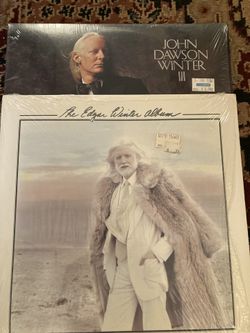 JOHN
DAWSON
WINTER
III
The Edgar Winter Album